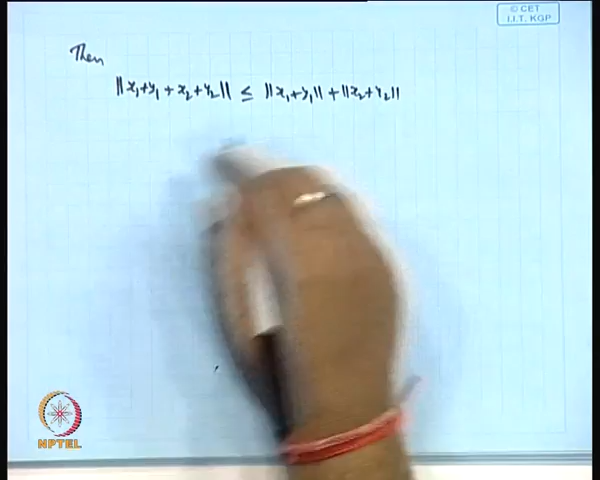 © CET
I.I.T. KGP
Then
||x₁+y₁+x₂+y₂|| ≤ ||x₁+y₁||+||x₂+y₂||
NPTEL